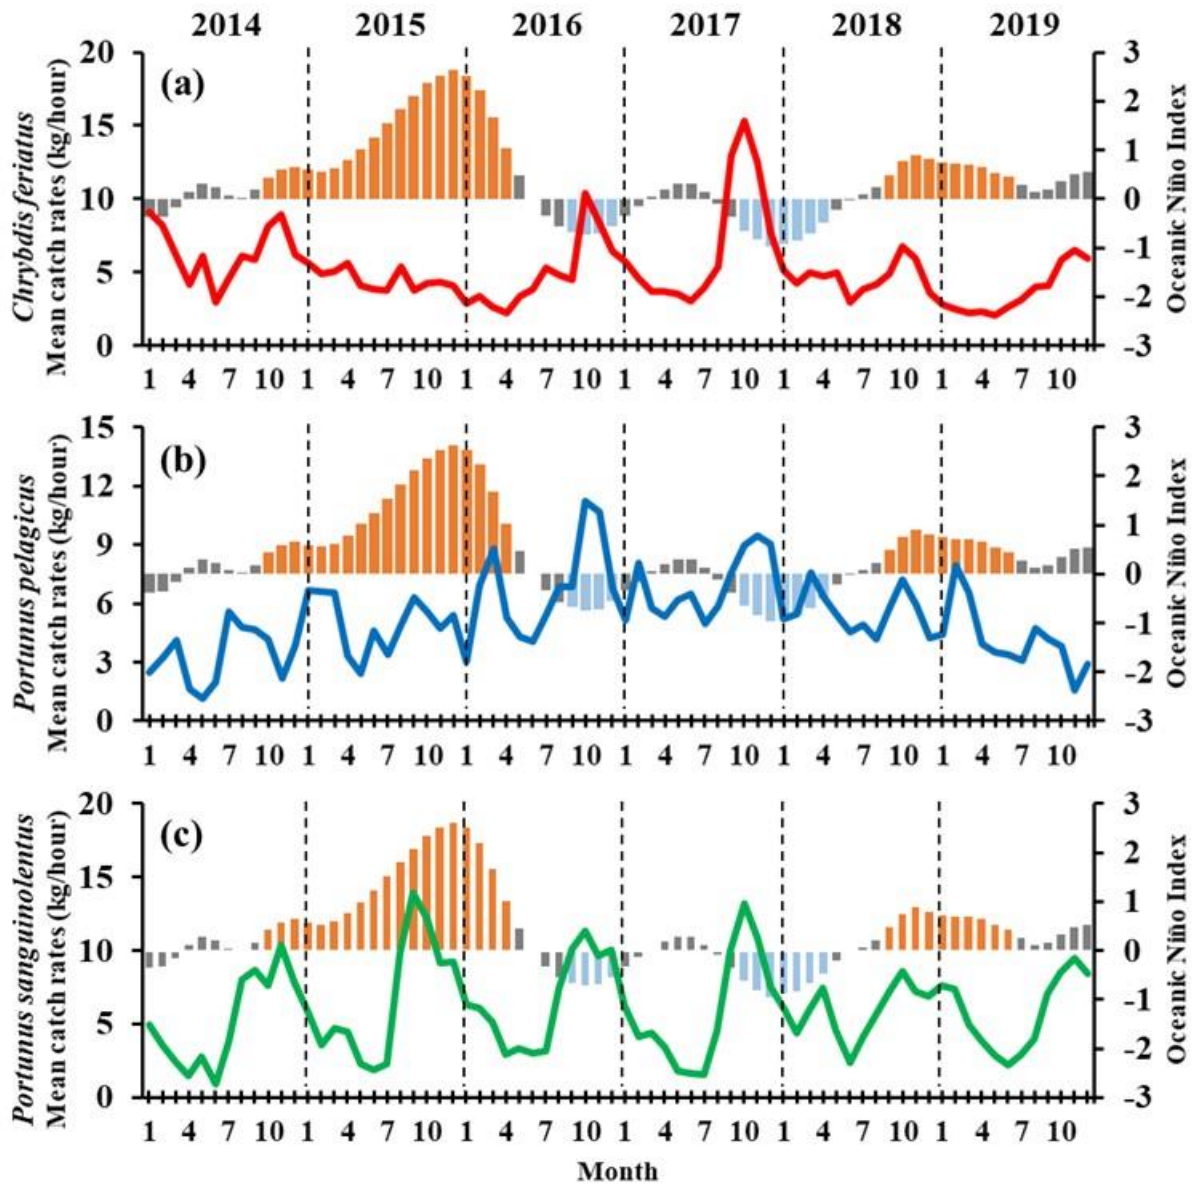 2014 2015 2016 2017 2018 2019
(a)
Chrybdis feriatus
Mean catch rates (kg/hour)
20
15
10
5
0
3
2
1
0
-1
-2
-3
Oceanic Niño Index
1 4 7 10 1 4 7 10 1 4 7 10 1 4 7 10 1 4 7 10 1 4 7 10
(b)
Portunus pelagicus
Mean catch rates (kg/hour)
15
12
9
6
3
0
3
2
1
0
-1
-2
-3
Oceanic Niño Index
1 4 7 10 1 4 7 10 1 4 7 10 1 4 7 10 1 4 7 10 1 4 7 10
(c)
Portunus sanguinolentus
Mean catch rates (kg/hour)
20
15
10
5
0
3
2
1
0
-1
-2
-3
Oceanic Niño Index
1 4 7 10 1 4 7 10 1 4 7 10 1 4 7 10 1 4 7 10 1 4 7 10
Month